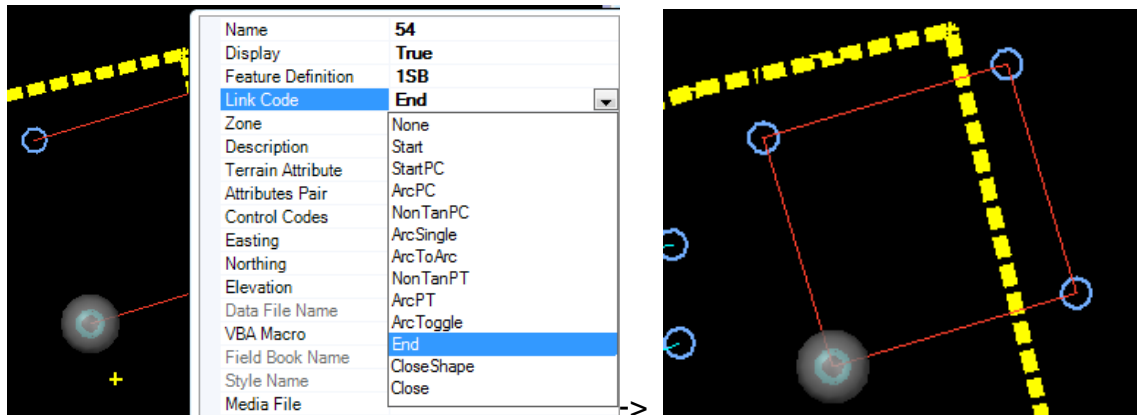 Name 54
Display True
Feature Definition 1SB
Link Code End
Zone
Description
Terrain Attribute
Attributes Pair
Control Codes
Easting
Northing
Elevation
Data File Name
VBA Macro
Field Book Name
Style Name
Media File
None
Start
StartPC
ArcPC
NonTanPC
ArcSingle
ArcToArc
NonTanPT
ArcPT
ArcToggle
End
CloseShape
Close
->